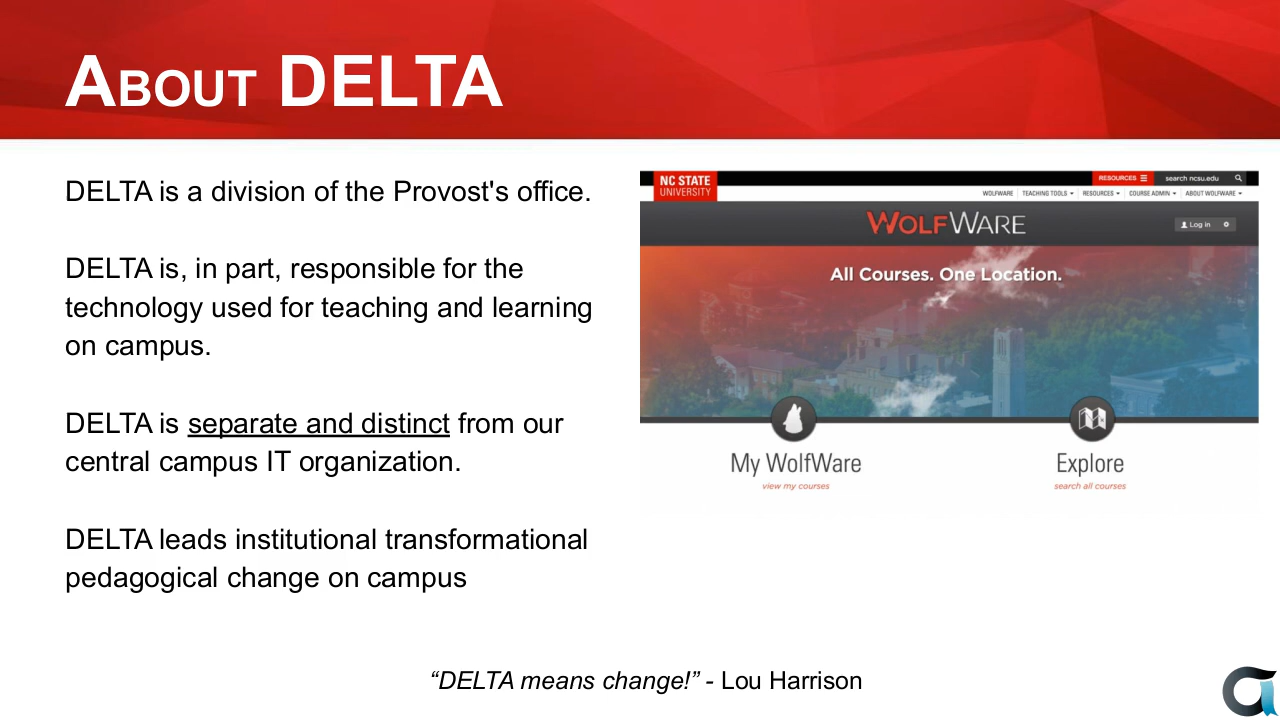 ABOUT DELTA
DELTA is a division of the Provost's office.
DELTA is, in part, responsible for the
technology used for teaching and learning
on campus.
DELTA is separate and distinct from our
central campus IT organization.
DELTA leads institutional transformational
pedagogical change on campus
NC STATE
UNIVERSITY
RESOURCES
search ncsu.edu
WOLFWARE TEACHING TOOLS RESOURCES COURSE ADMIN ABOUT WOLFWARE
WOLFWARE
Log in
All Courses. One Location.
My WolfWare
view my courses
Explore
search all courses
“DELTA means change!” - Lou Harrison